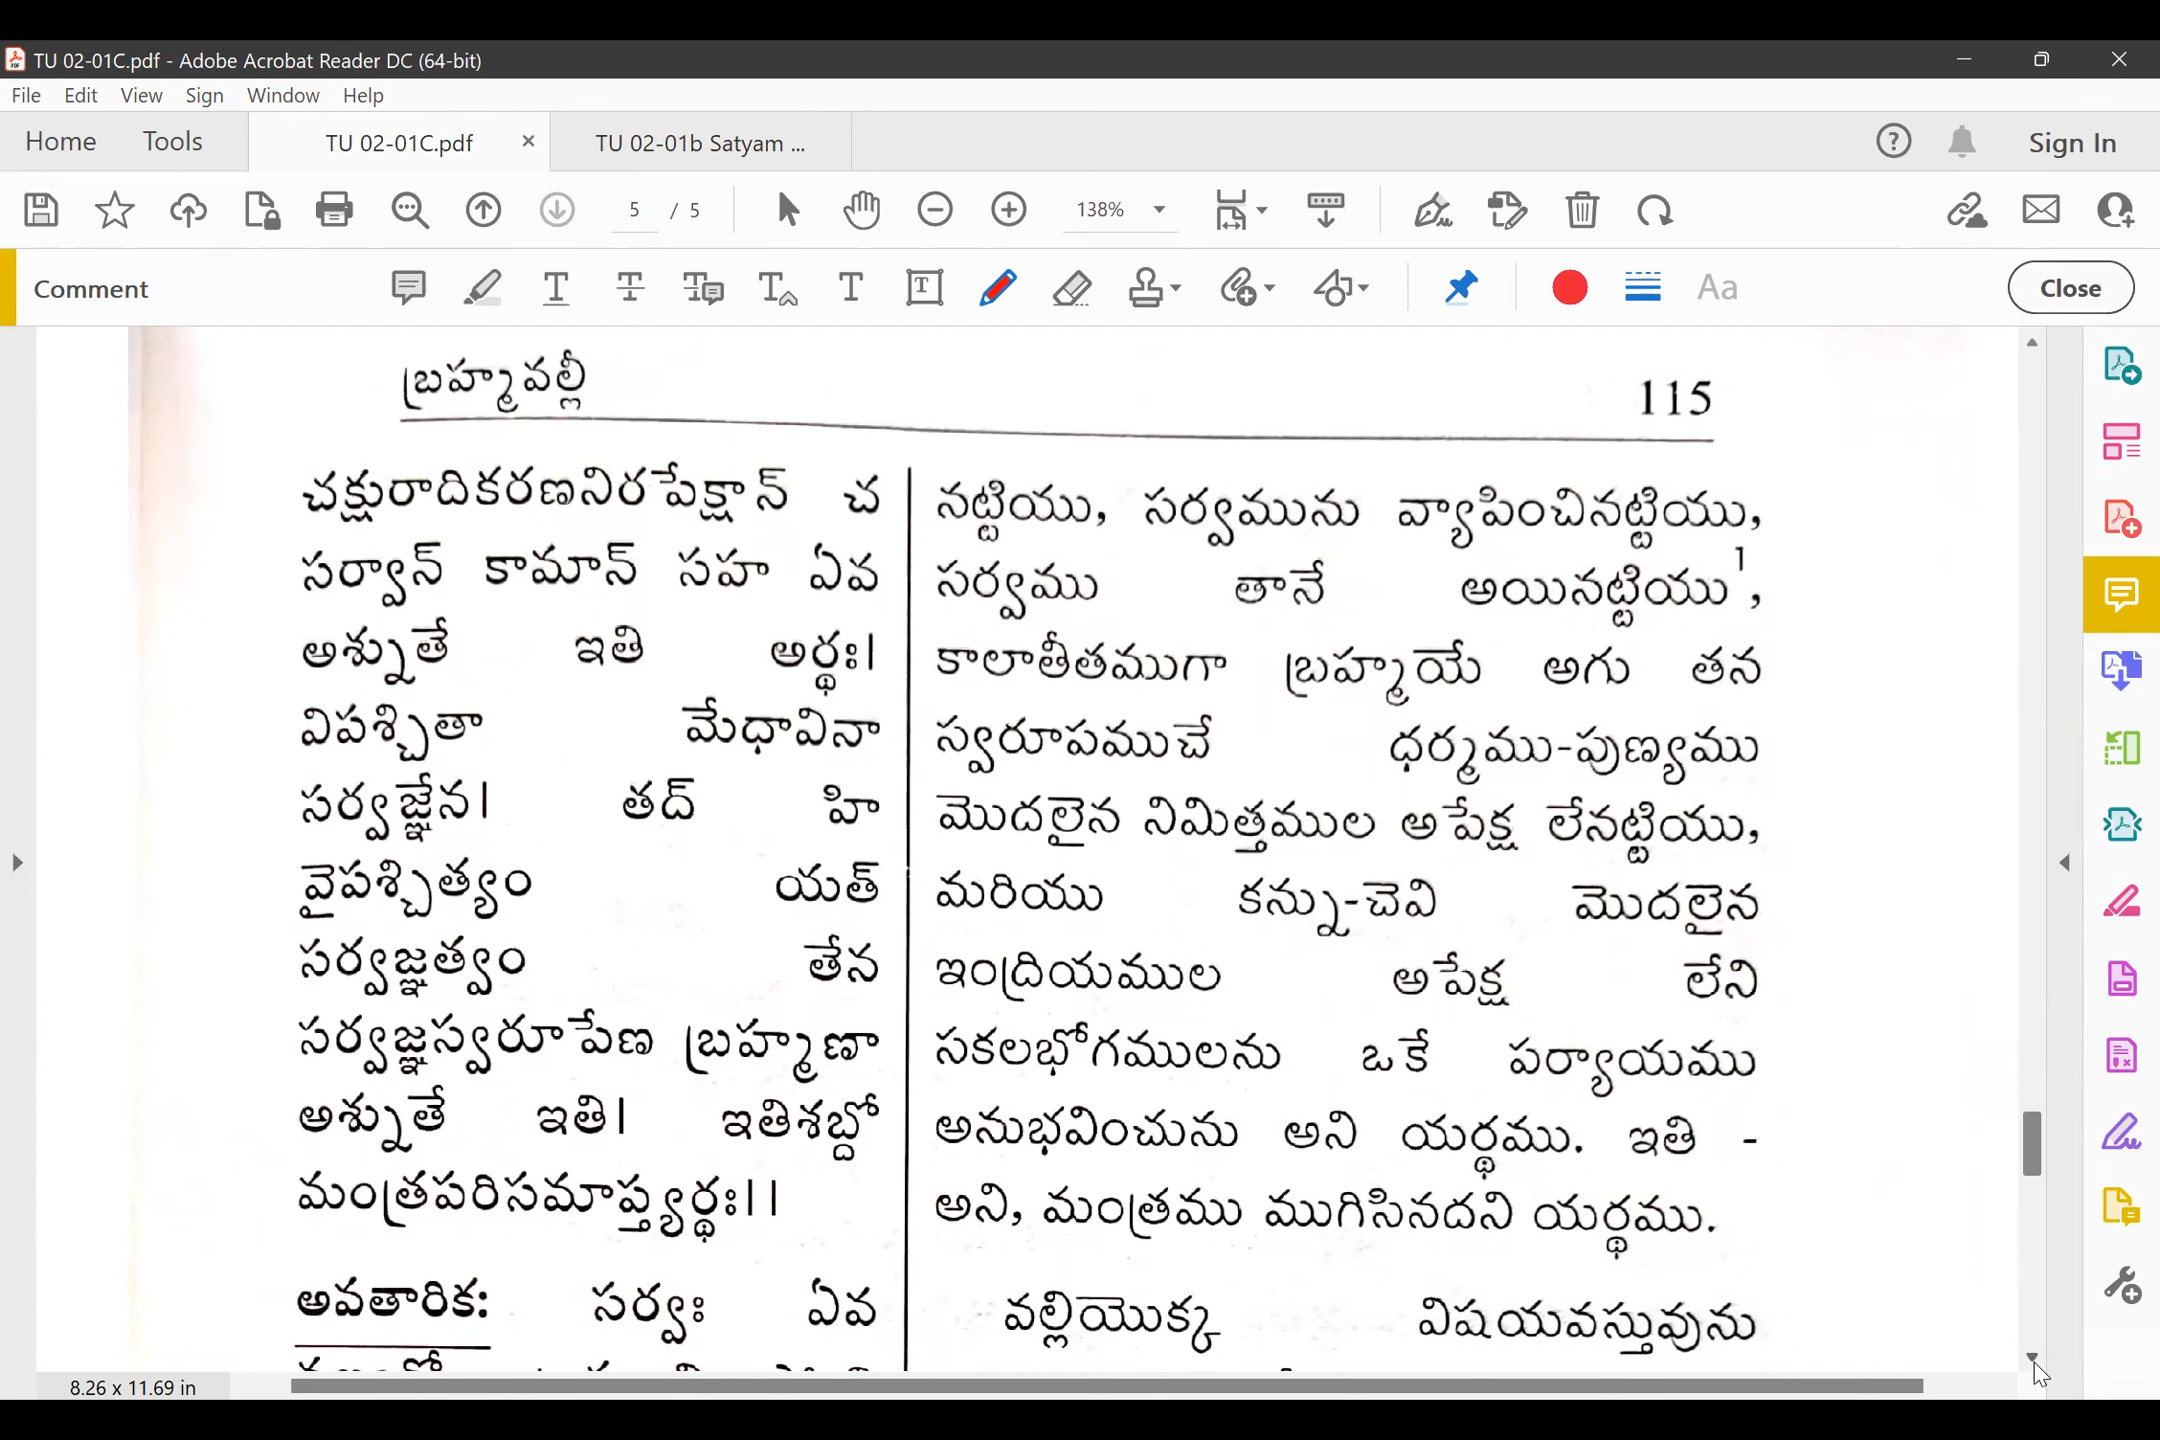 TU 02-01C.pdf - Adobe Acrobat Reader DC (64-bit)
File Edit View Sign Window Help
Home Tools TU 02-01C.pdf TU 02-01b Satyam ... Sign In
5 / 5 138%
Comment Aa Close
బ్రహ్మవల్లీ 115
చక్షురాదికరణనిరపేక్షాన్ చ
సర్వాన్ కామాన్ సహ ఏవ
అశ్నుతే ఇతి అర్థః।
విపశ్చితా మేధావినా
సర్వజ్ఞేన। తద్ హి
వైపశ్చిత్యం యత్
సర్వజ్ఞత్వం తేన
సర్వజ్ఞస్వరూపేణ బ్రహ్మణా
అశ్నుతే ఇతి। ఇతిశబ్దో
మంత్రపరిసమాప్త్యర్థః।।
అవతారిక: సర్వః ఏవ
నట్టియు, సర్వమును వ్యాపించినట్టియు,
సర్వము తానే అయినట్టియు¹,
కాలాతీతముగా బ్రహ్మయే అగు తన
స్వరూపముచే ధర్మము-పుణ్యము
మొదలైన నిమిత్తముల అపేక్ష లేనట్టియు,
మరియు కన్ను-చెవి మొదలైన
ఇంద్రియముల అపేక్ష లేని
సకలభోగములను ఒకే పర్యాయము
అనుభవించును అని యర్థము. ఇతి -
అని, మంత్రము ముగిసినదని యర్థము.
వల్లియొక్క విషయవస్తువును
8.26 x 11.69 in